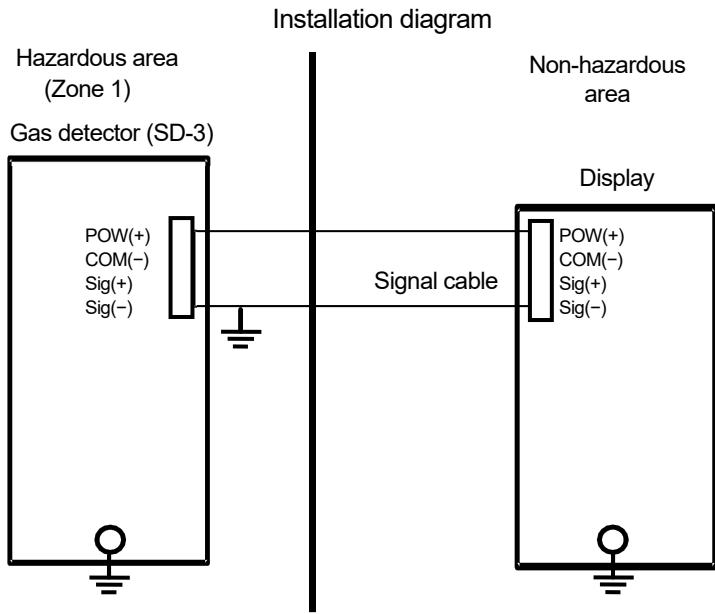 Installation diagram
Hazardous area
(Zone 1)
Non-hazardous
area
Gas detector (SD-3)
Display
POW(+)
COM(−)
Sig(+)
Sig(−)
Signal cable
POW(+)
COM(−)
Sig(+)
Sig(−)